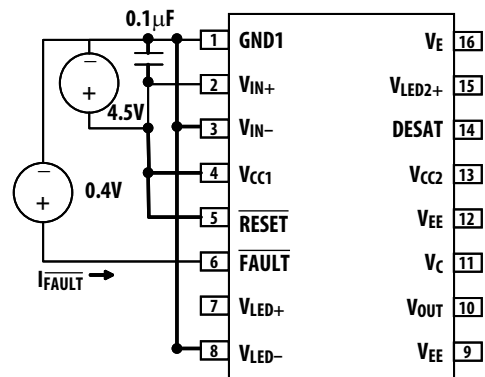 0.1μF
1 GND1 VE 16
2 VIN+ VLED2+ 15
4.5V
3 VIN– DESAT 14
4 VCC1 VCC2 13
0.4V
5 RESET VEE 12
6 FAULT VC 11
IFAULT
7 VLED+ VOUT 10
8 VLED– VEE 9